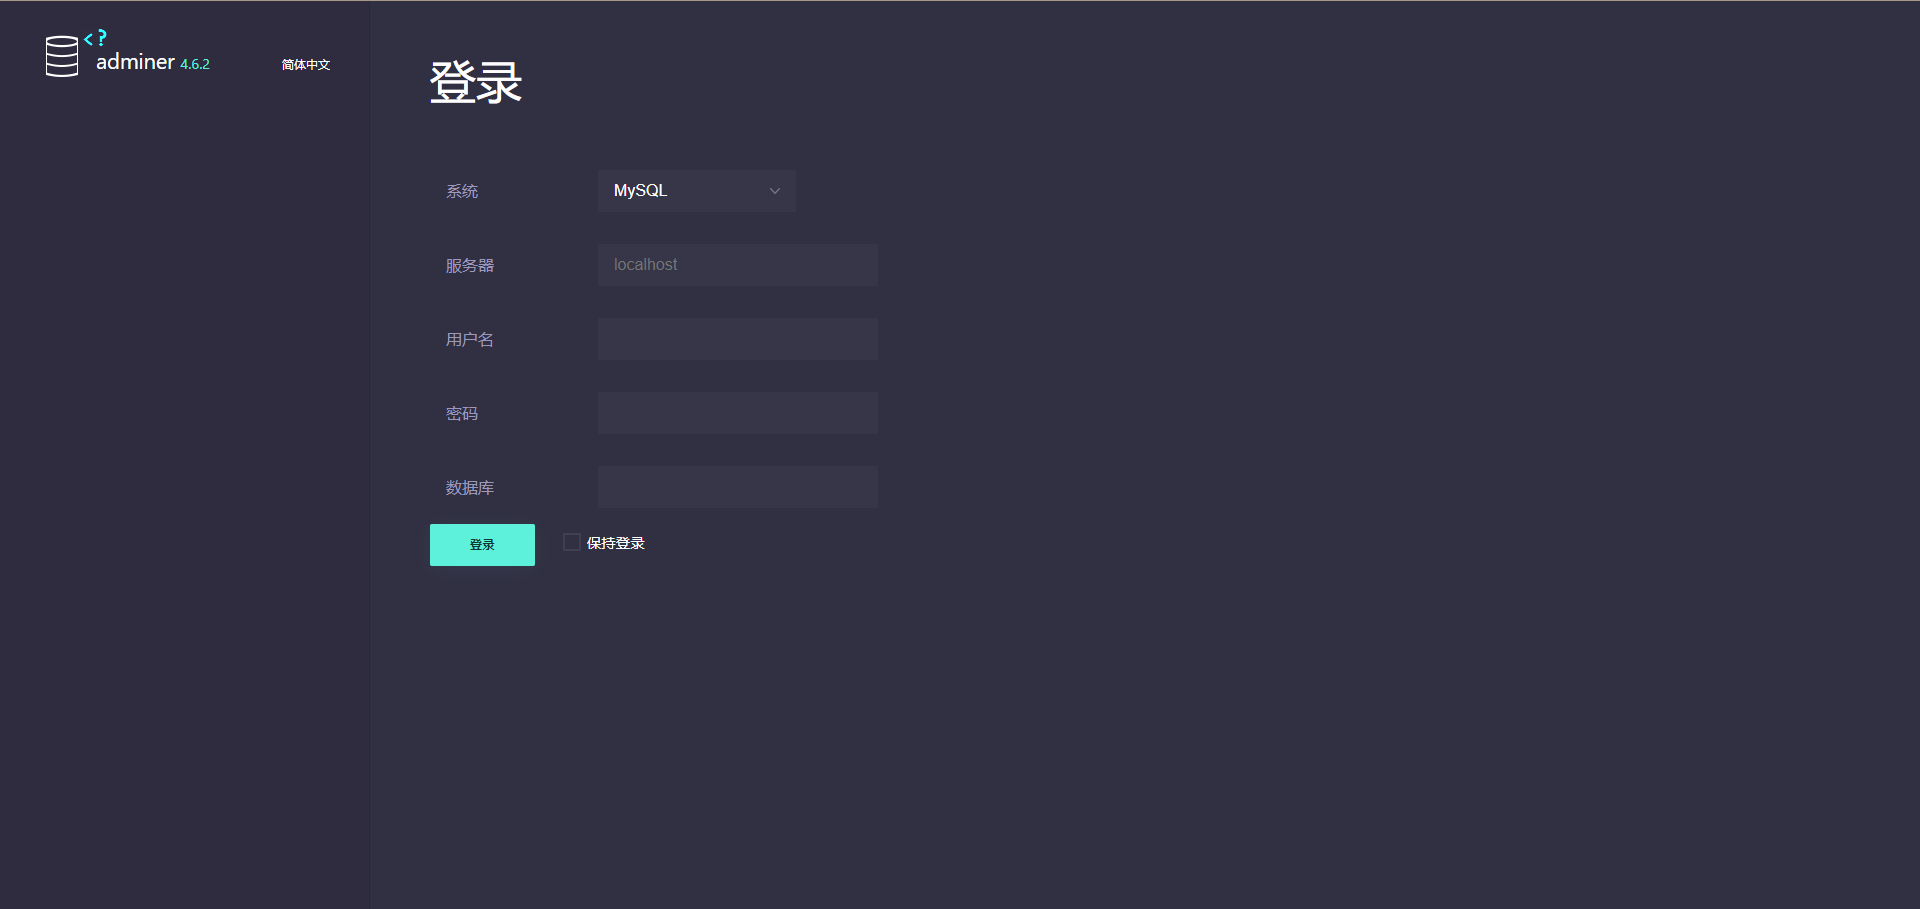 <?
adminer 4.6.2
简体中文
登录
系统
MySQL
服务器
localhost
用户名
密码
数据库
登录
保持登录